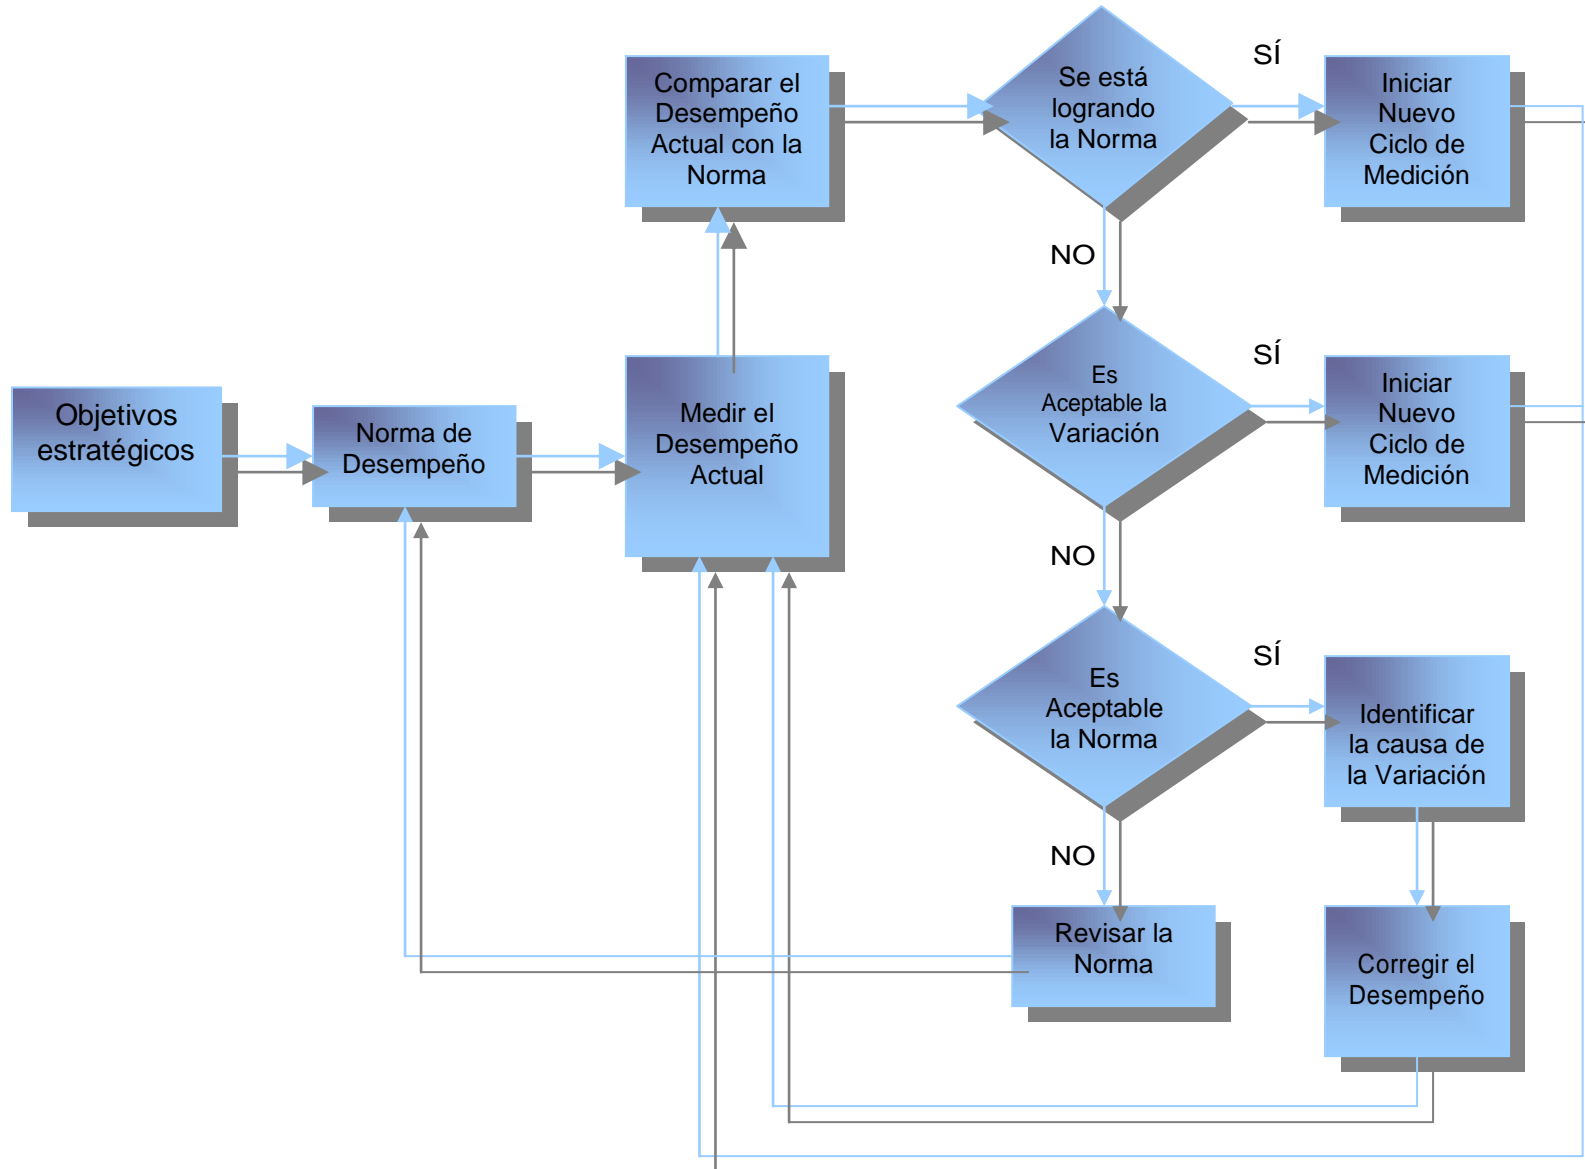 Comparar el
Desempeño
Actual con la
Norma
Se está
logrando
la Norma
SÍ
Iniciar
Nuevo
Ciclo de
Medición
NO
Objetivos
estratégicos
Norma de
Desempeño
Medir el
Desempeño
Actual
Es
Aceptable la
Variación
SÍ
Iniciar
Nuevo
Ciclo de
Medición
NO
Es
Aceptable
la Norma
SÍ
Identificar
la causa de
la Variación
NO
Revisar la
Norma
Corregir el
Desempeño